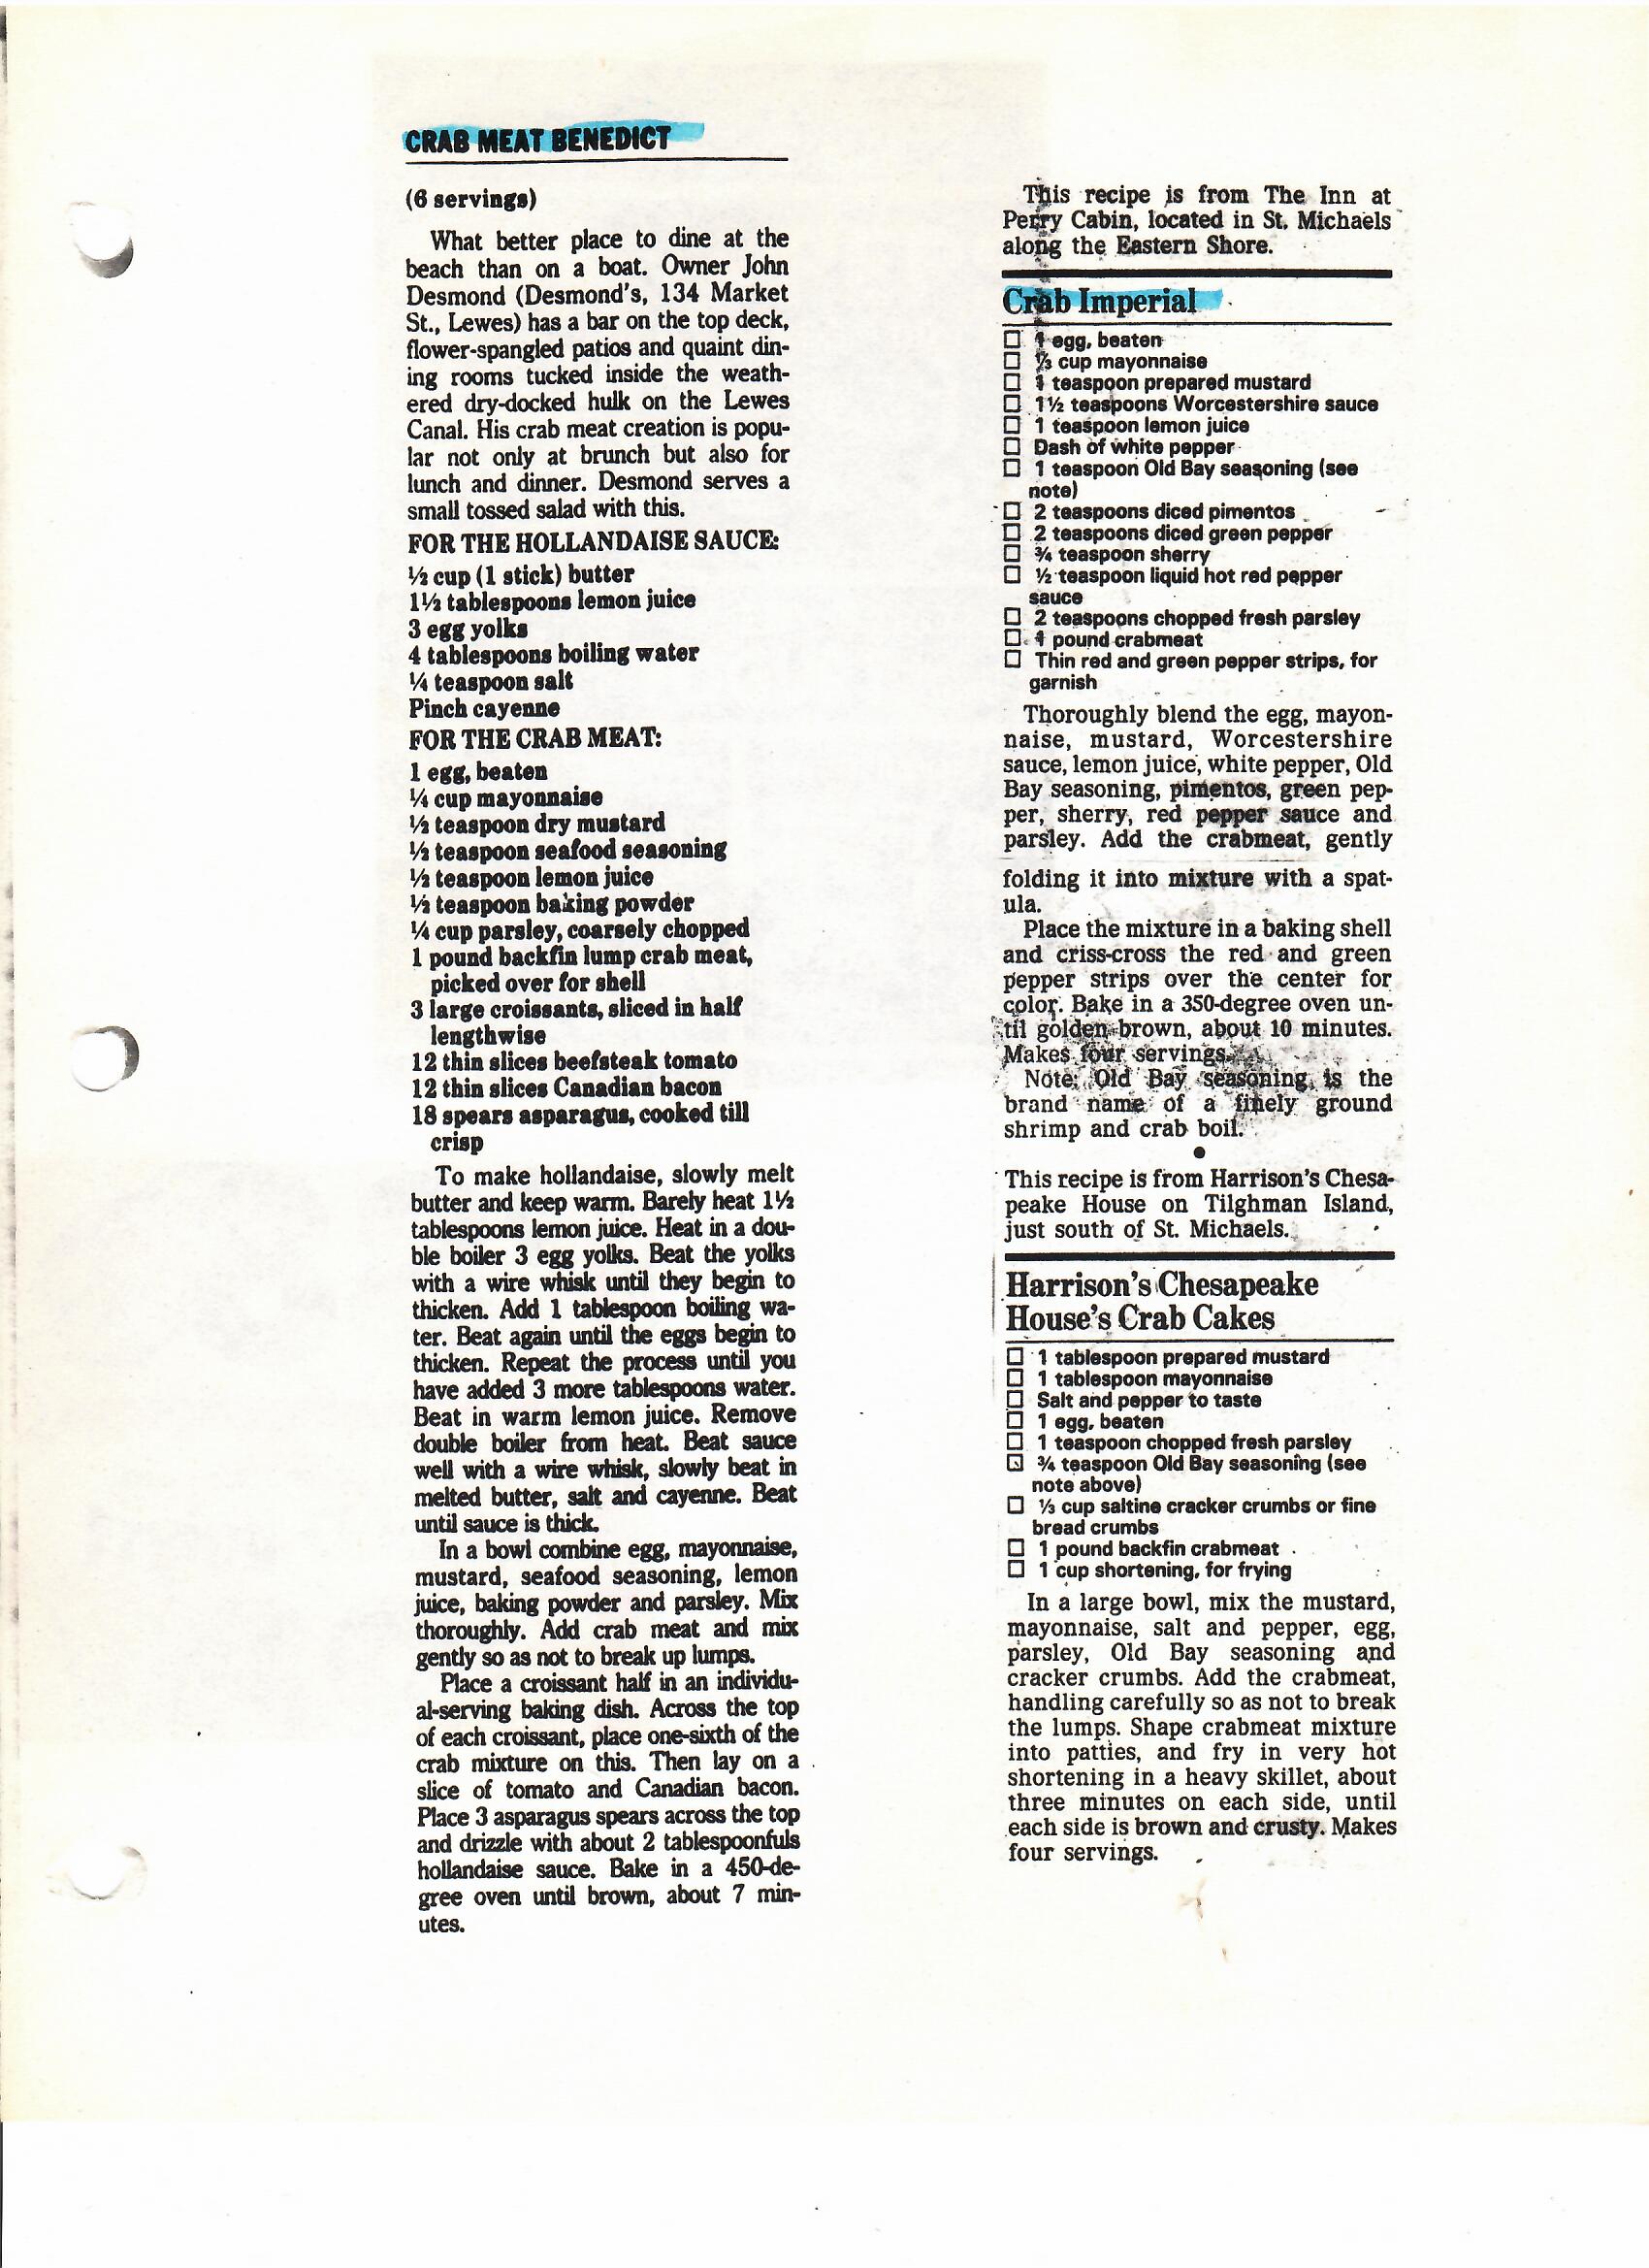 CRAB MEAT BENEDICT
(6 servings)
What better place to dine at the
beach than on a boat. Owner John
Desmond (Desmond's, 134 Market
St., Lewes) has a bar on the top deck,
flower-spangled patios and quaint din-
ing rooms tucked inside the weath-
ered dry-docked hulk on the Lewes
Canal. His crab meat creation is popu-
lar not only at brunch but also for
lunch and dinner. Desmond serves a
small tossed salad with this.
FOR THE HOLLANDAISE SAUCE:
½ cup (1 stick) butter
1½ tablespoons lemon juice
3 egg yolks
4 tablespoons boiling water
¼ teaspoon salt
Pinch cayenne
FOR THE CRAB MEAT:
1 egg, beaten
¼ cup mayonnaise
½ teaspoon dry mustard
½ teaspoon seafood seasoning
½ teaspoon lemon juice
½ teaspoon baking powder
¼ cup parsley, coarsely chopped
1 pound backfin lump crab meat,
picked over for shell
3 large croissants, sliced in half
lengthwise
12 thin slices beefsteak tomato
12 thin slices Canadian bacon
18 spears asparagus, cooked till
crisp
To make hollandaise, slowly melt
butter and keep warm. Barely heat 1½
tablespoons lemon juice. Heat in a dou-
ble boiler 3 egg yolks. Beat the yolks
with a wire whisk until they begin to
thicken. Add 1 tablespoon boiling wa-
ter. Beat again until the eggs begin to
thicken. Repeat the process until you
have added 3 more tablespoons water.
Beat in warm lemon juice. Remove
double boiler from heat. Beat sauce
well with a wire whisk, slowly beat in
melted butter, salt and cayenne. Beat
until sauce is thick.
In a bowl combine egg, mayonnaise,
mustard, seafood seasoning, lemon
juice, baking powder and parsley. Mix
thoroughly. Add crab meat and mix
gently so as not to break up lumps.
Place a croissant half in an individu-
al-serving baking dish. Across the top
of each croissant, place one-sixth of the
crab mixture on this. Then lay on a
slice of tomato and Canadian bacon.
Place 3 asparagus spears across the top
and drizzle with about 2 tablespoonfuls
hollandaise sauce. Bake in a 450-de-
gree oven until brown, about 7 min-
utes.
This recipe is from The Inn at
Perry Cabin, located in St. Michaels
along the Eastern Shore.
Crab Imperial
☐ 1 egg, beaten
☐ ⅓ cup mayonnaise
☐ 1 teaspoon prepared mustard
☐ 1½ teaspoons Worcestershire sauce
☐ 1 teaspoon lemon juice
☐ Dash of white pepper
☐ 1 teaspoon Old Bay seasoning (see
note)
☐ 2 teaspoons diced pimentos
☐ 2 teaspoons diced green pepper
☐ ¾ teaspoon sherry
☐ ½ teaspoon liquid hot red pepper
sauce
☐ 2 teaspoons chopped fresh parsley
☐ 1 pound crabmeat
☐ Thin red and green pepper strips, for
garnish
Thoroughly blend the egg, mayon-
naise, mustard, Worcestershire
sauce, lemon juice, white pepper, Old
Bay seasoning, pimentos, green pep-
per, sherry, red pepper sauce and
parsley. Add the crabmeat, gently
folding it into mixture with a spat-
ula.
Place the mixture in a baking shell
and criss-cross the red and green
pepper strips over the center for
color. Bake in a 350-degree oven un-
til golden brown, about 10 minutes.
Makes four servings.
Note: Old Bay seasoning is the
brand name of a finely ground
shrimp and crab boil.
●
This recipe is from Harrison's Chesa-
peake House on Tilghman Island,
just south of St. Michaels.
Harrison's Chesapeake
House's Crab Cakes
☐ 1 tablespoon prepared mustard
☐ 1 tablespoon mayonnaise
☐ Salt and pepper to taste
☐ 1 egg, beaten
☐ 1 teaspoon chopped fresh parsley
☐ ¾ teaspoon Old Bay seasoning (see
note above)
☐ ⅓ cup saltine cracker crumbs or fine
bread crumbs
☐ 1 pound backfin crabmeat
☐ 1 cup shortening, for frying
In a large bowl, mix the mustard,
mayonnaise, salt and pepper, egg,
parsley, Old Bay seasoning and
cracker crumbs. Add the crabmeat,
handling carefully so as not to break
the lumps. Shape crabmeat mixture
into patties, and fry in very hot
shortening in a heavy skillet, about
three minutes on each side, until
each side is brown and crusty. Makes
four servings.